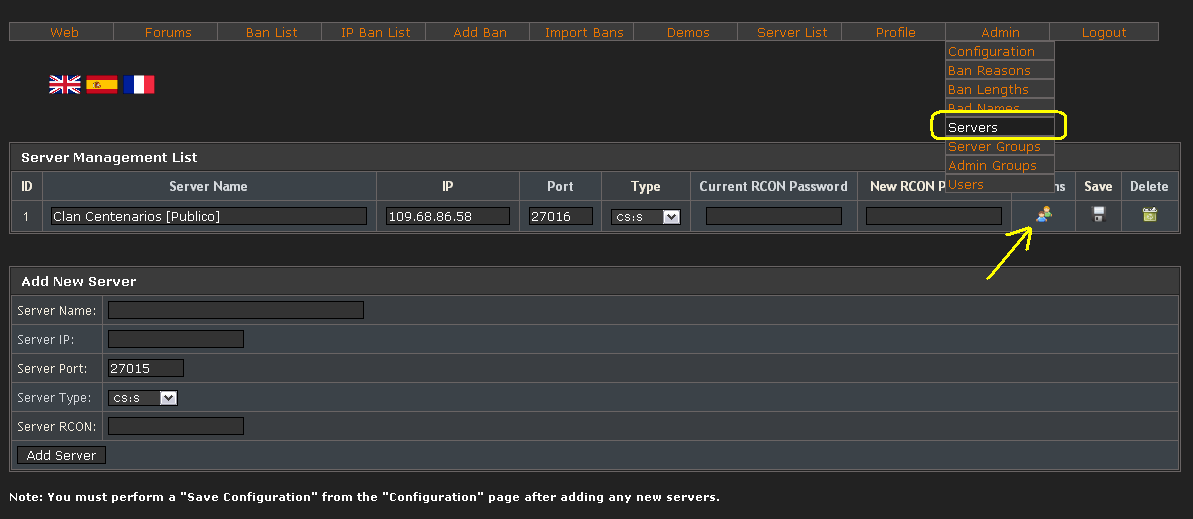 Web Forums Ban List IP Ban List Add Ban Import Bans Demos Server List Profile Admin Logout
Configuration
Ban Reasons
Ban Lengths
Bad Names
Servers
Server Groups
Admin Groups
Users
Server Management List
ID Server Name IP Port Type Current RCON Password New RCON P ns Save Delete
1 Clan Centenarios [Publico] 109.68.86.58 27016 cs:s
Add New Server
Server Name:
Server IP:
Server Port: 27015
Server Type: cs:s
Server RCON:
Add Server
Note: You must perform a "Save Configuration" from the "Configuration" page after adding any new servers.